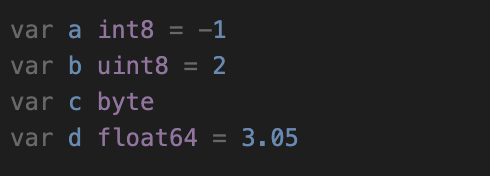 var a int8 = -1
var b uint8 = 2
var c byte
var d float64 = 3.05